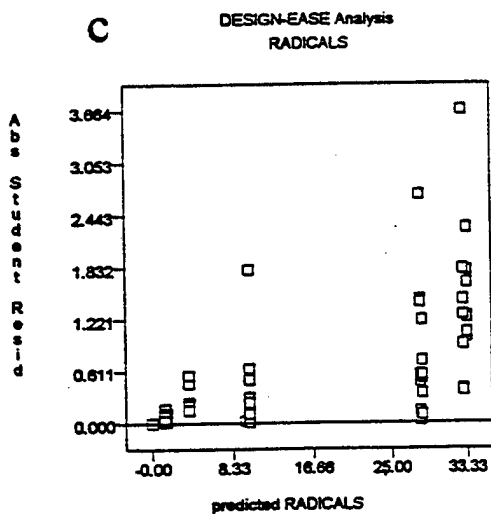 C
DESIGN-EASE Analysis
RADICALS
Abs Student Resid
3.664
3.053
2.443
1.832
1.221
0.611
0.000
-0.00
8.33
16.66
25.00
33.33
predicted RADICALS